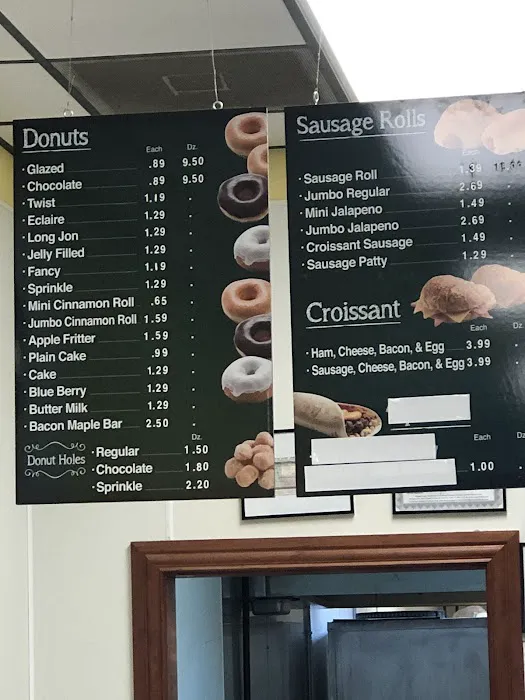 Donuts
Each Dz.
· Glazed .89 9.50
· Chocolate .89 9.50
· Twist 1.19 .
· Eclaire 1.29 .
· Long Jon 1.29 .
· Jelly Filled 1.29 .
· Fancy 1.19 .
· Sprinkle 1.29 .
· Mini Cinnamon Roll .65 .
· Jumbo Cinnamon Roll 1.59 .
· Apple Fritter 1.59 .
· Plain Cake .99 .
· Cake 1.29 .
· Blue Berry 1.29 .
· Butter Milk 1.29 .
· Bacon Maple Bar 2.50 .
Donut Holes
Dz.
· Regular 1.50
· Chocolate 1.80
· Sprinkle 2.20
Sausage Rolls
Each
· Sausage Roll
· Jumbo Regular 2.69 .
· Mini Jalapeno 1.49 .
· Jumbo Jalapeno 2.69 .
· Croissant Sausage 1.49 .
· Sausage Patty 1.29 .
Croissant
Each Dz.
· Ham, Cheese, Bacon, & Egg 3.99 .
· Sausage, Cheese, Bacon, & Egg 3.99 .
Each Dz.
1.00 .